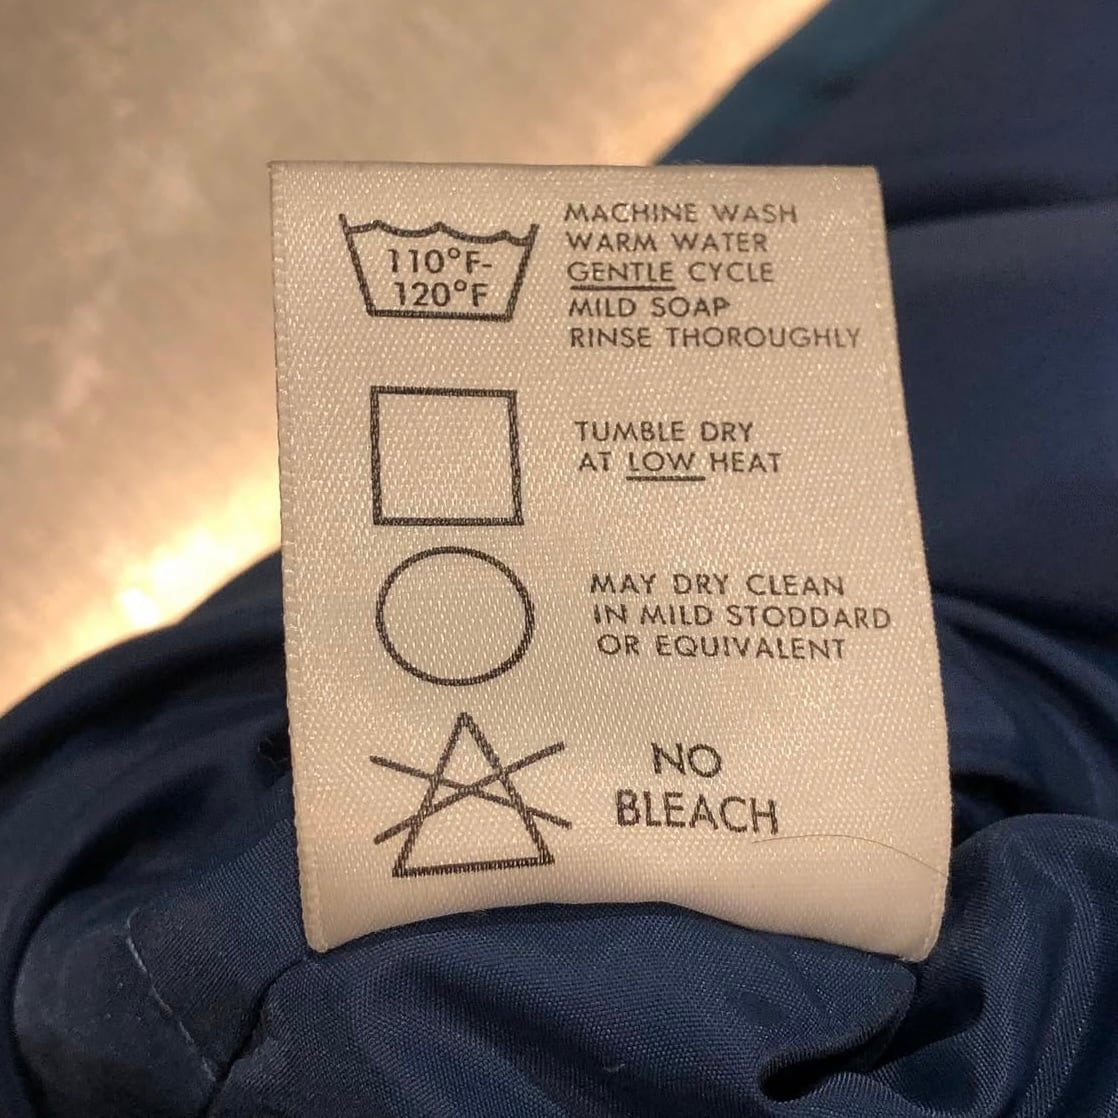 110°F-
120°F
MACHINE WASH
WARM WATER
GENTLE CYCLE
MILD SOAP
RINSE THOROUGHLY
TUMBLE DRY
AT LOW HEAT
MAY DRY CLEAN
IN MILD STODDARD
OR EQUIVALENT
NO
BLEACH